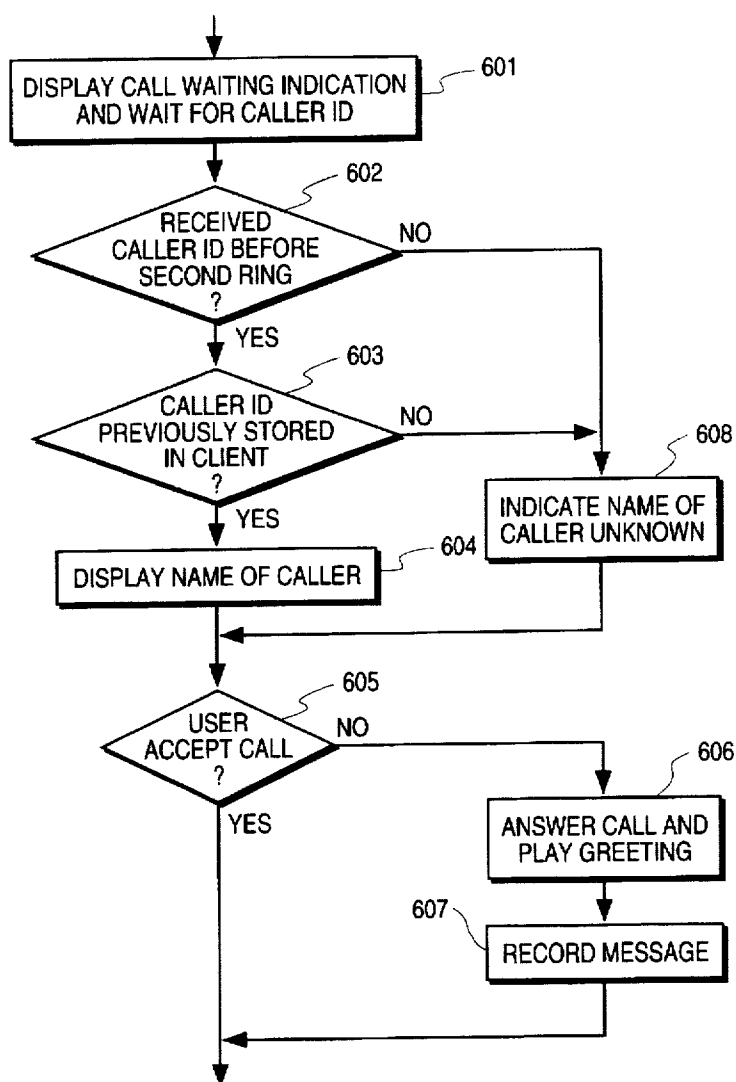 DISPLAY CALL WAITING INDICATION
AND WAIT FOR CALLER ID
601
602
RECEIVED
CALLER ID BEFORE
SECOND RING
?
NO
YES
603
CALLER ID
PREVIOUSLY STORED
IN CLIENT
?
NO
YES
608
INDICATE NAME OF
CALLER UNKNOWN
DISPLAY NAME OF CALLER
604
605
USER
ACCEPT CALL
?
NO
YES
606
ANSWER CALL AND
PLAY GREETING
607
RECORD MESSAGE